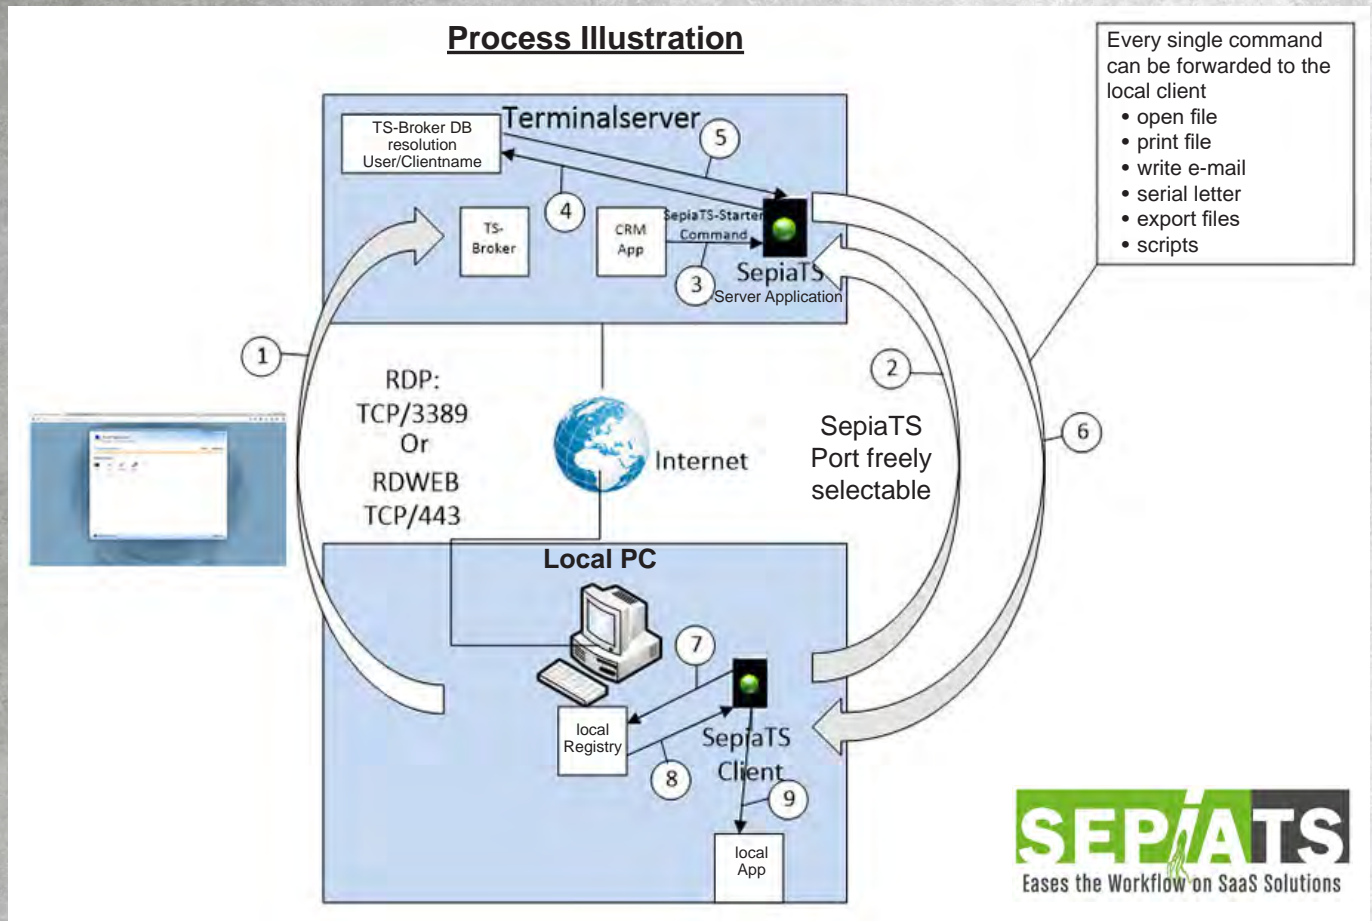 Process Illustration
Every single command
can be forwarded to the
local client
• open file
• print file
• write e-mail
• serial letter
• export files
• scripts
Terminalserver
TS-Broker DB
resolution
User/Clientname
5
4
TS-
Broker
CRM
App
SepiaTS-Starter
Command
3
SepiaTS
Server Application
1
2
6
RDP:
TCP/3389
Or
RDWEB
TCP/443
Internet
SepiaTS
Port freely
selectable
Local PC
7
local
Registry
8
SepiaTS
Client
9
local
App
SEPiATS
Eases the Workflow on SaaS Solutions